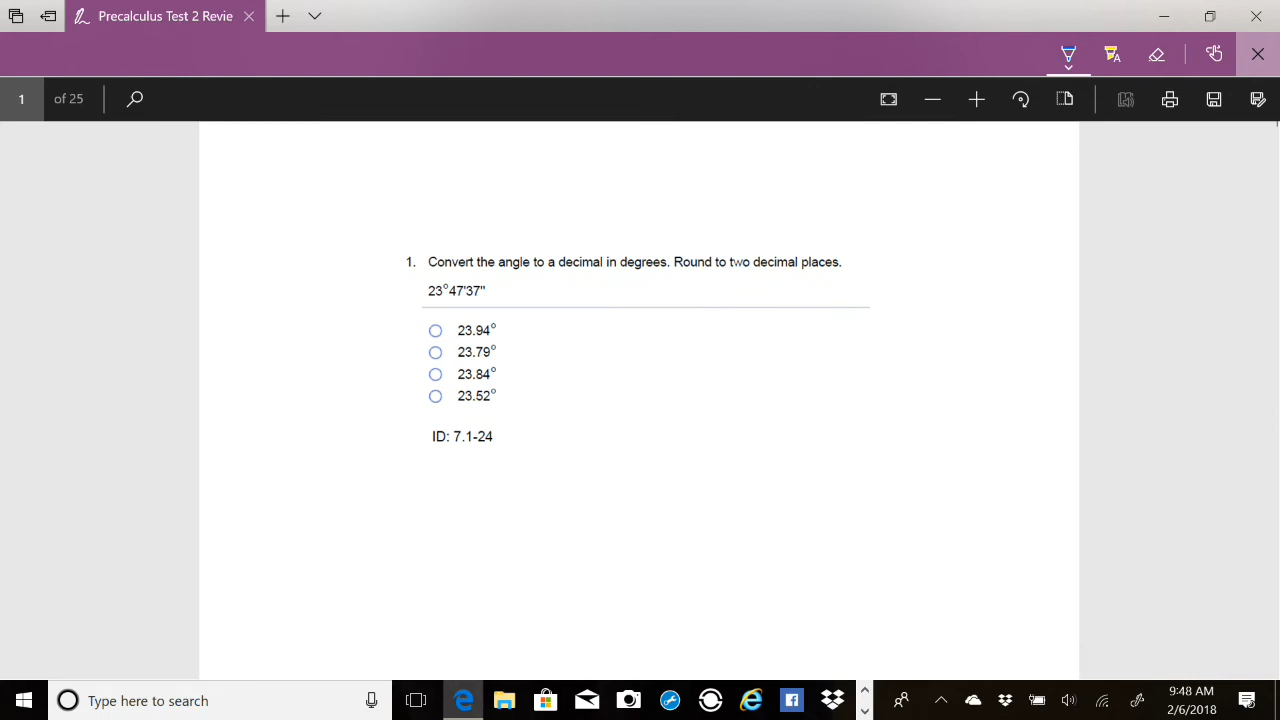 Precalculus Test 2 Revie
1 of 25
1. Convert the angle to a decimal in degrees. Round to two decimal places.
23°47'37"
23.94°
23.79°
23.84°
23.52°
ID: 7.1-24
Type here to search
9:48 AM
2/6/2018